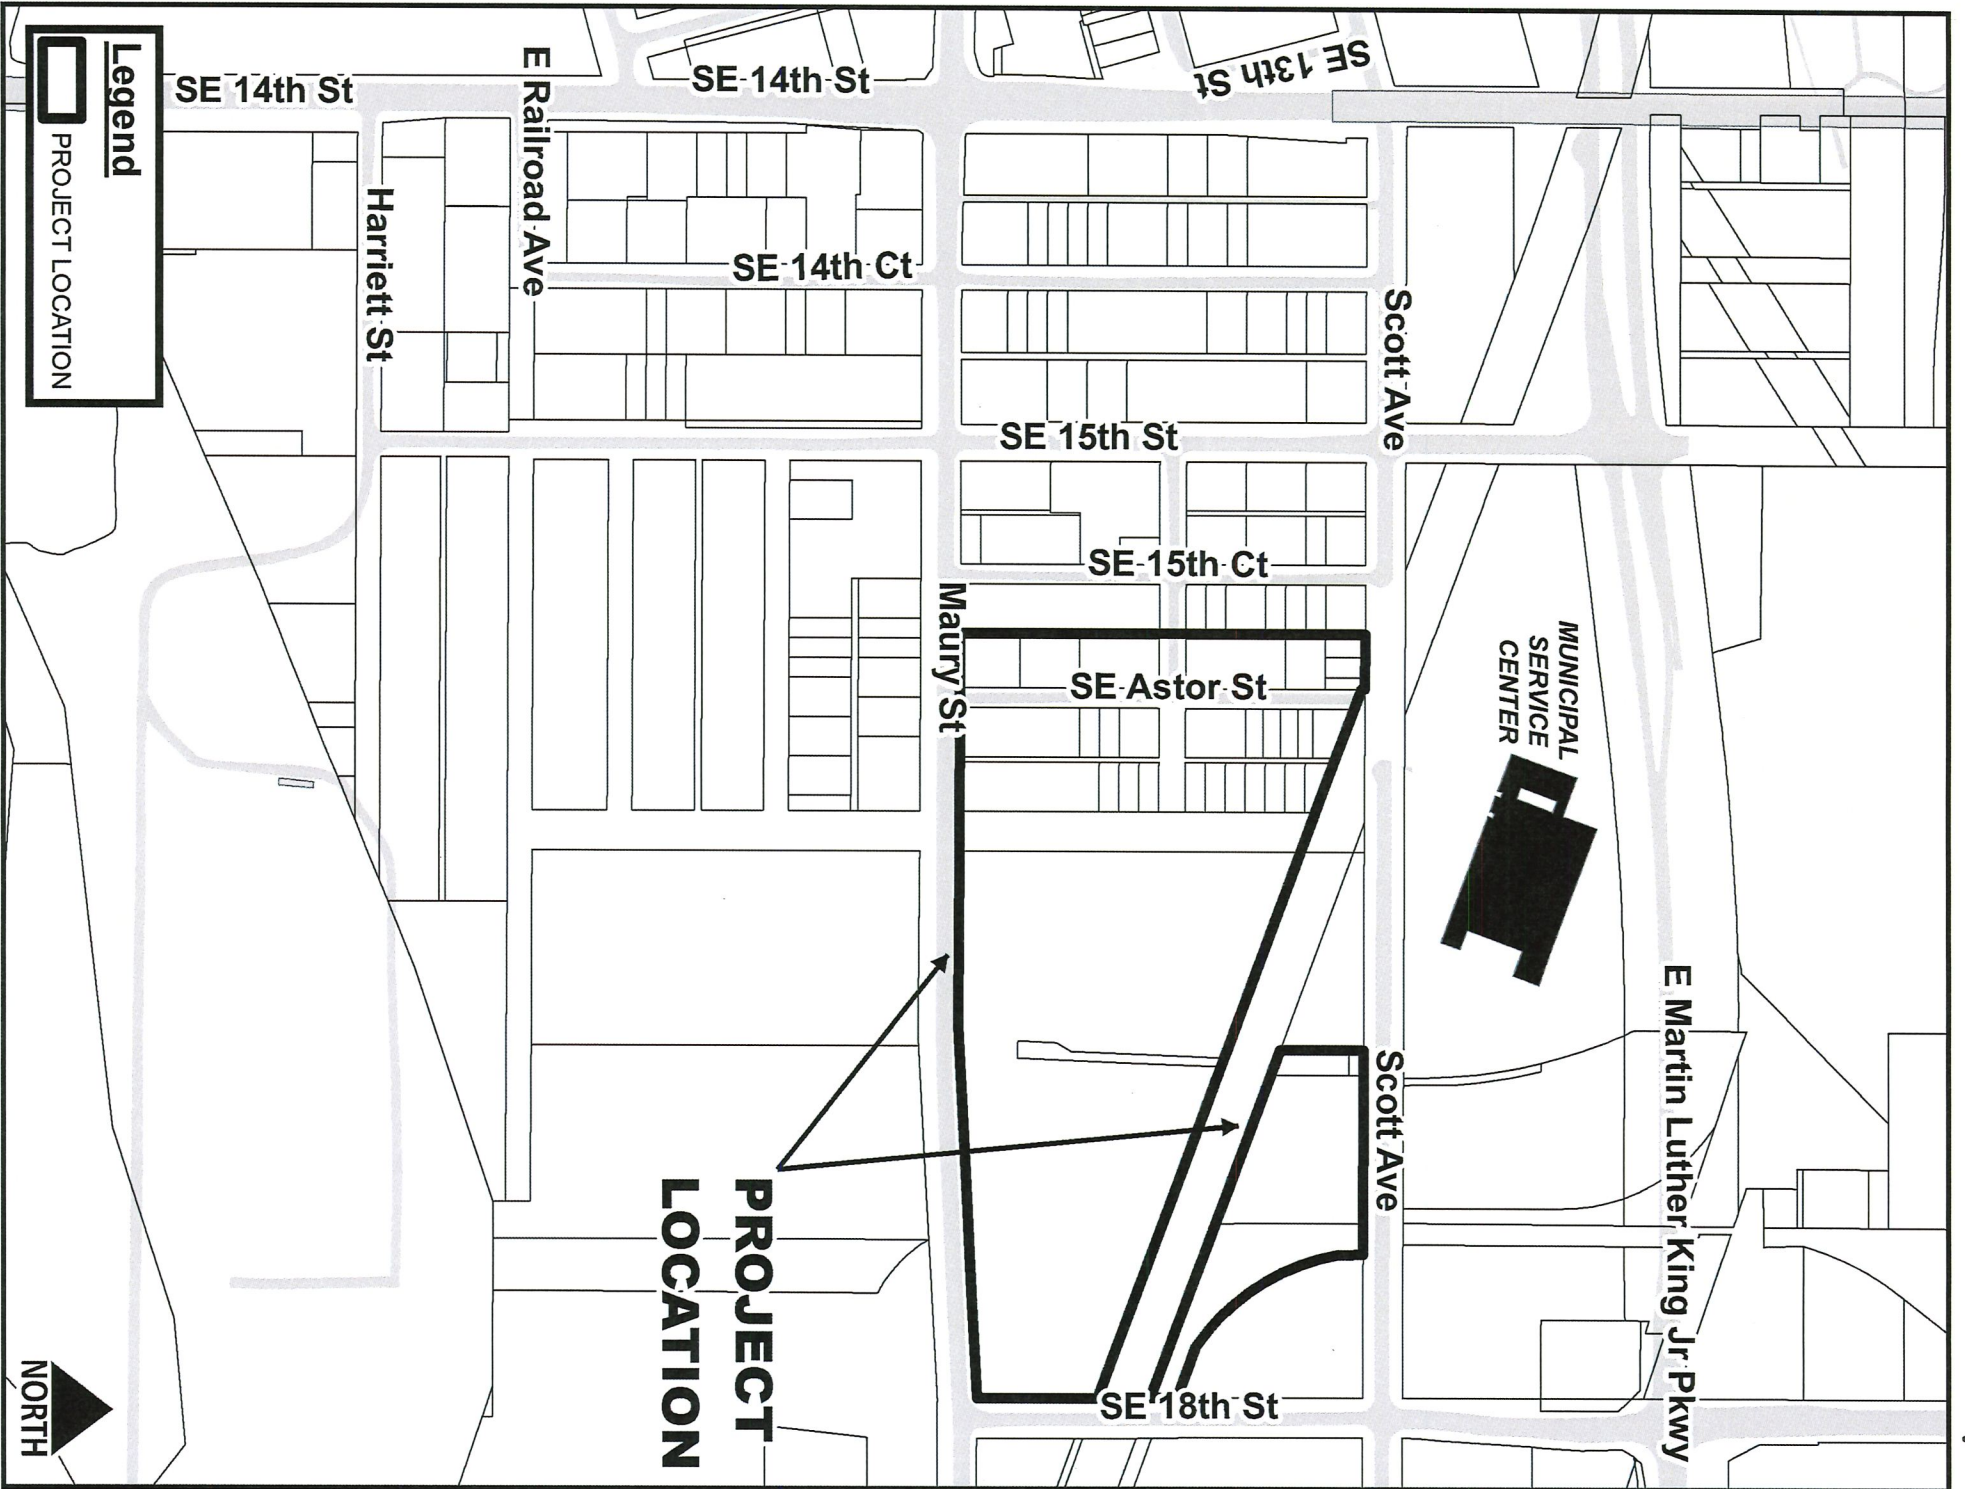 Legend
PROJECT LOCATION
SE 14th St
SE 14th St
SE 13th St
E Railroad Ave
Harriett St
SE 14th Ct
Scott Ave
SE 15th St
SE 15th Ct
Maury St
SE Astor St
MUNICIPAL
SERVICE
CENTER
E Martin Luther King Jr Pkwy
Scott Ave
PROJECT
LOCATION
SE 18th St
NORTH